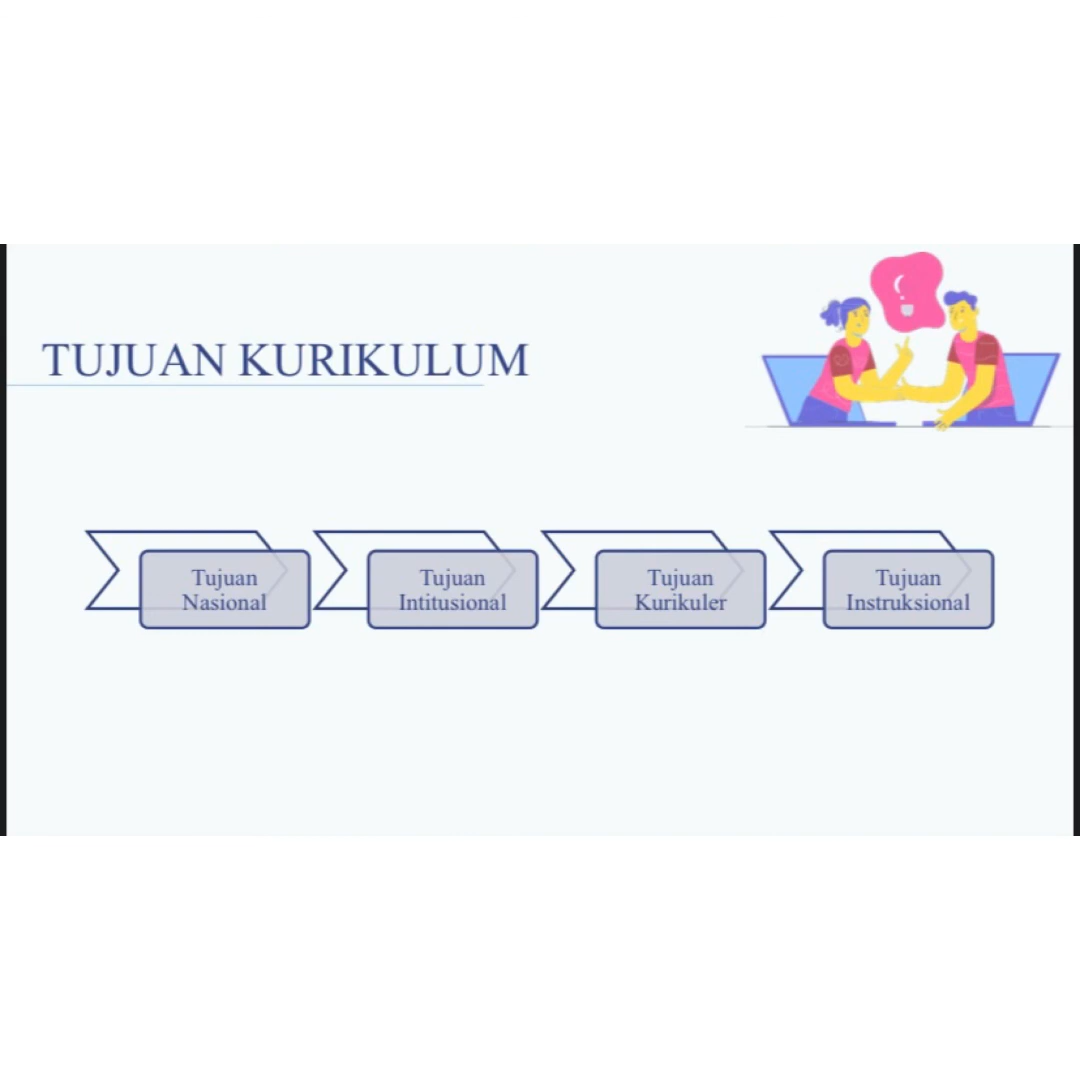 TUJUAN KURIKULUM
Tujuan
Nasional
Tujuan
Intitusional
Tujuan
Kurikuler
Tujuan
Instruksional